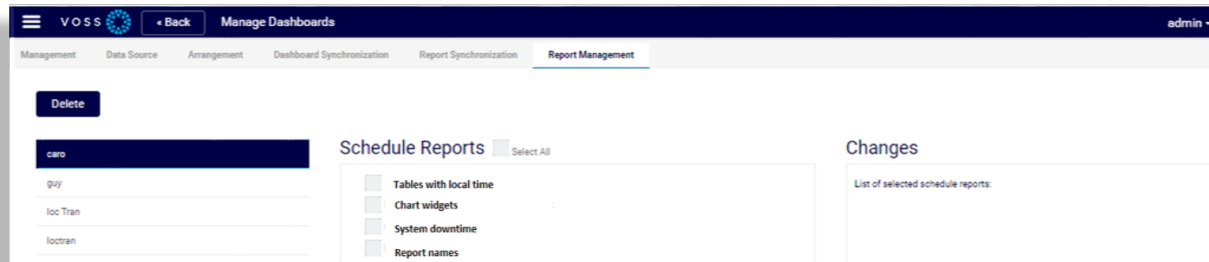 VOSS « Back Manage Dashboards admin
Management Data Source Arrangement Dashboard Synchronization Report Synchronization Report Management
Delete
caro
guy
loc Tran
loctran
Schedule Reports Select All
Tables with local time
Chart widgets
System downtime
Report names
Changes
List of selected schedule reports: